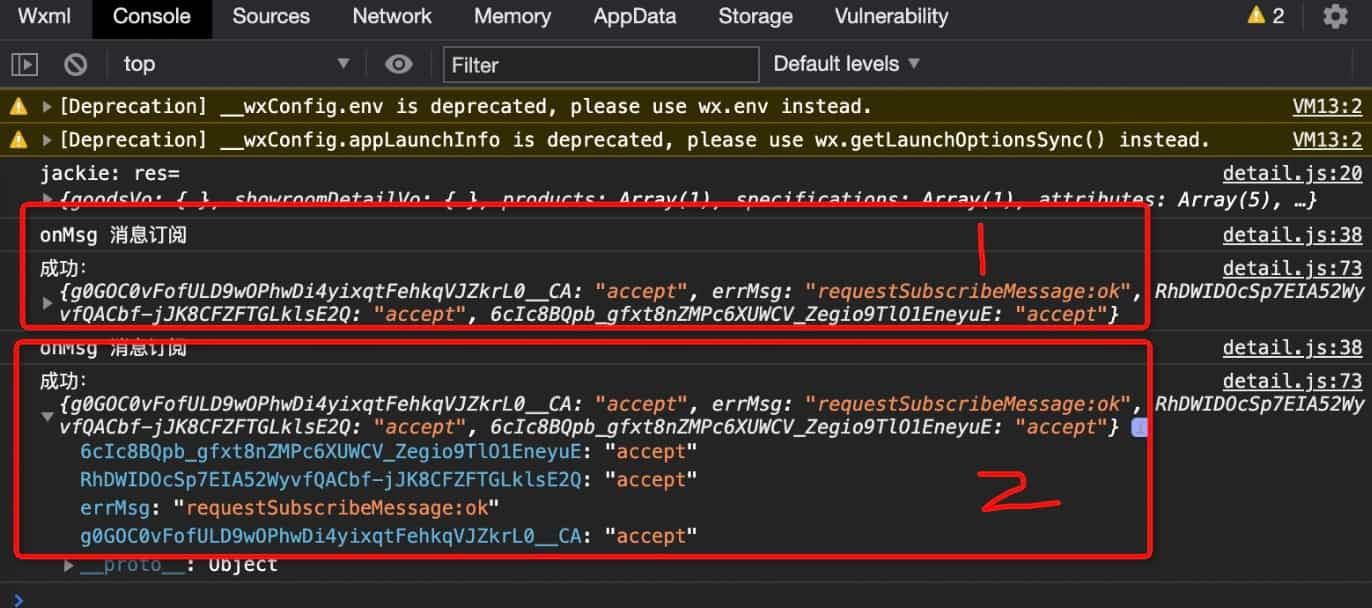 Wxml Console Sources Network Memory AppData Storage Vulnerability 2
top Filter Default levels
[Deprecation] __wxConfig.env is deprecated, please use wx.env instead. VM13:2
[Deprecation] __wxConfig.appLaunchInfo is deprecated, please use wx.getLaunchOptionsSync() instead. VM13:2
jackie: res= detail.js:20
{goodsVo: {…}, showroomDetailVo: {…}, products: Array(1), specifications: Array(1), attributes: Array(5), …}
onMsg 消息订阅 detail.js:38
1
成功: detail.js:73
{g0GOC0vFofULD9wOPhwDi4yixqtFehkqVJZkrL0__CA: "accept", errMsg: "requestSubscribeMessage:ok", RhDWIDOcSp7EIA52Wy
vfQACbf-jJK8CFZFTGLklsE2Q: "accept", 6cIc8BQpb_gfxt8nZMPc6XUWCV_Zegio9TlO1EneyuE: "accept"}
onMsg 消息订阅 detail.js:38
成功: detail.js:73
{g0GOC0vFofULD9wOPhwDi4yixqtFehkqVJZkrL0__CA: "accept", errMsg: "requestSubscribeMessage:ok", RhDWIDOcSp7EIA52Wy
vfQACbf-jJK8CFZFTGLklsE2Q: "accept", 6cIc8BQpb_gfxt8nZMPc6XUWCV_Zegio9TlO1EneyuE: "accept"}
6cIc8BQpb_gfxt8nZMPc6XUWCV_Zegio9TlO1EneyuE: "accept"
RhDWIDOcSp7EIA52WyvfQACbf-jJK8CFZFTGLklsE2Q: "accept"
2
errMsg: "requestSubscribeMessage:ok"
g0GOC0vFofULD9wOPhwDi4yixqtFehkqVJZkrL0__CA: "accept"
__proto__: Object